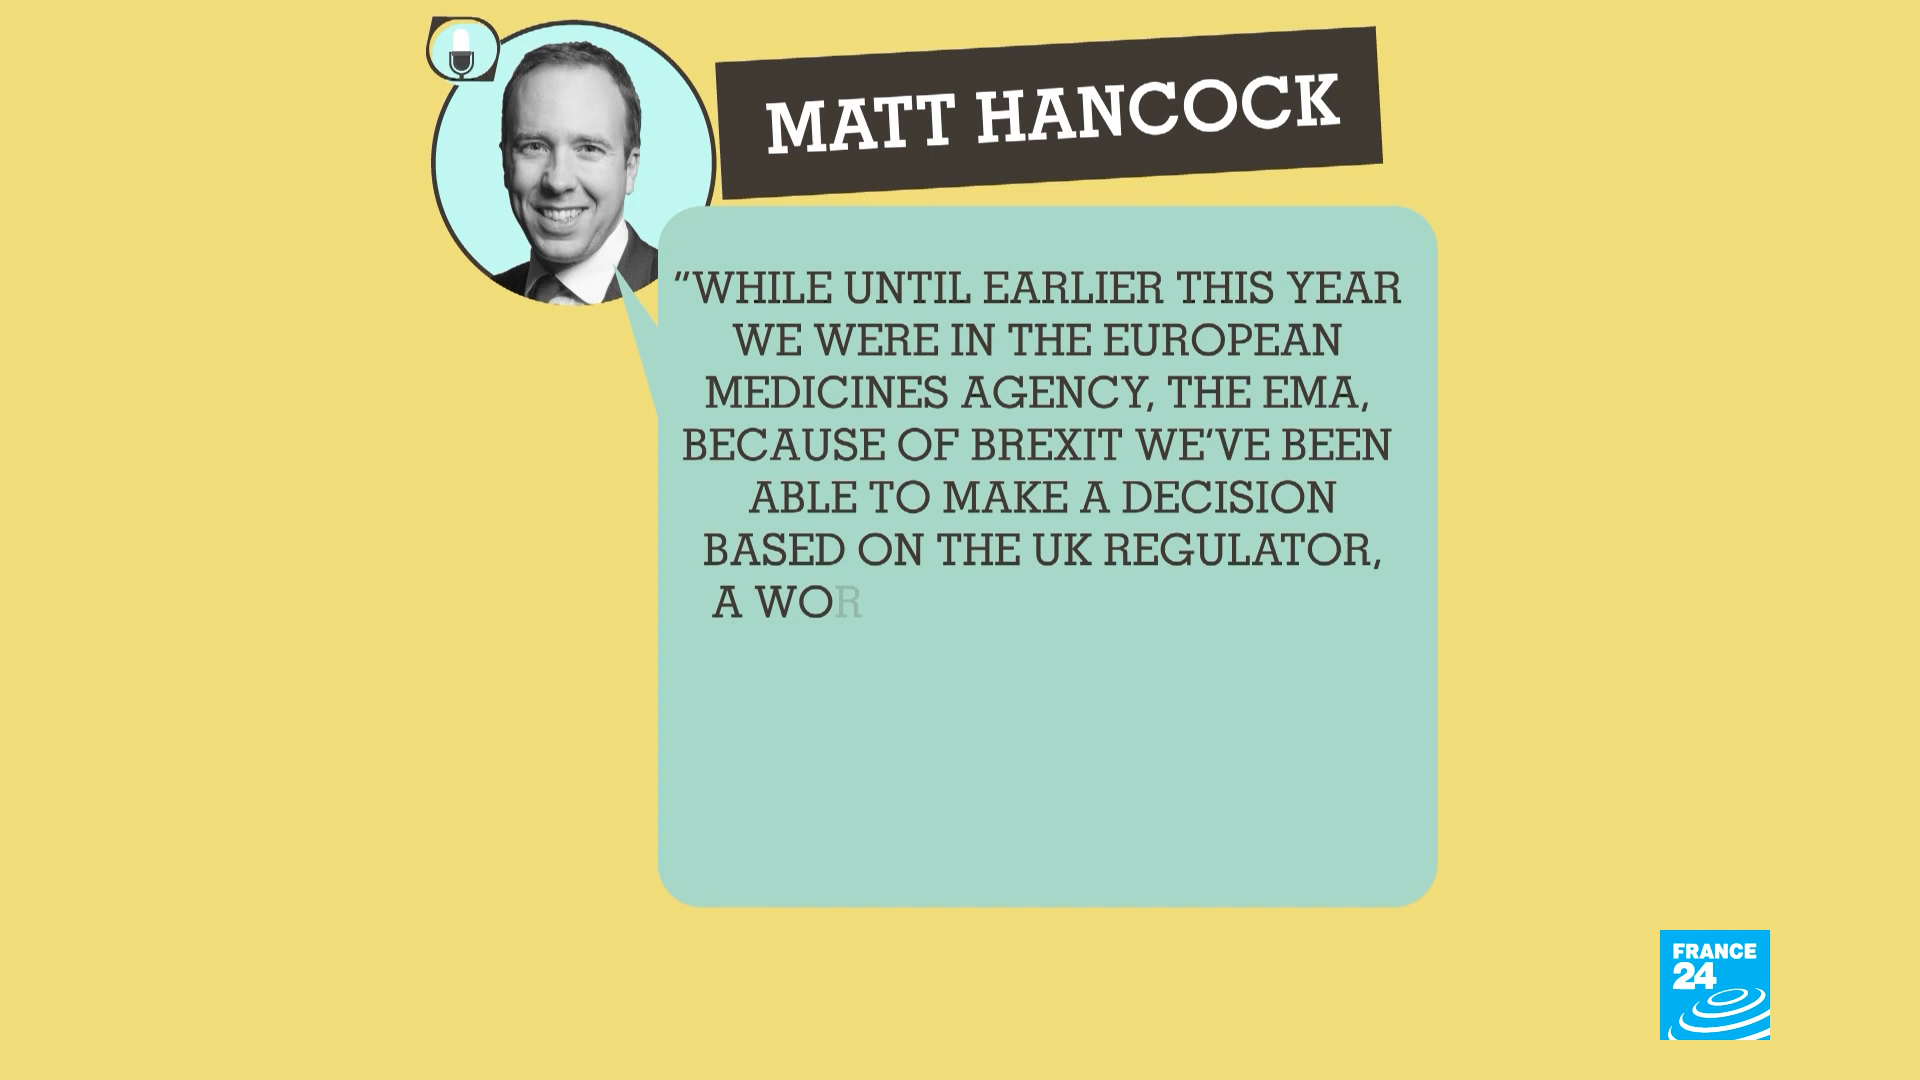 MATT HANCOCK
"WHILE UNTIL EARLIER THIS YEAR
WE WERE IN THE EUROPEAN
MEDICINES AGENCY, THE EMA,
BECAUSE OF BREXIT WE'VE BEEN
ABLE TO MAKE A DECISION
BASED ON THE UK REGULATOR,
A WOR
FRANCE
24